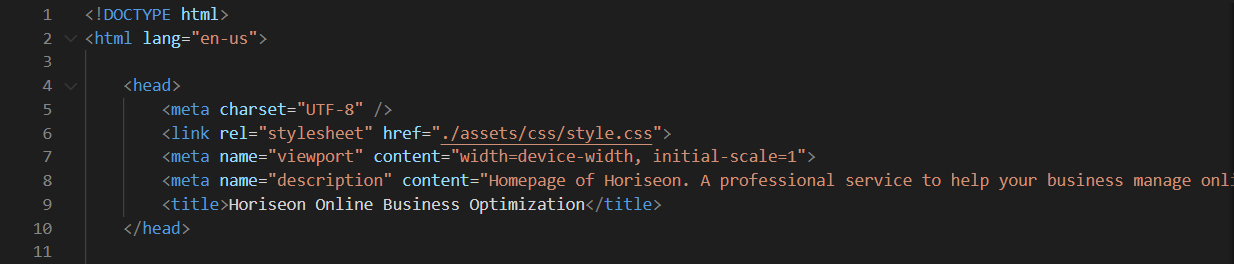 1 <!DOCTYPE html>
2 <html lang="en-us">
3
4 <head>
5 <meta charset="UTF-8" />
6 <link rel="stylesheet" href="./assets/css/style.css">
7 <meta name="viewport" content="width=device-width, initial-scale=1">
8 <meta name="description" content="Homepage of Horiseon. A professional service to help your business manage
9 <title>Horiseon Online Business Optimization</title>
10 </head>
11